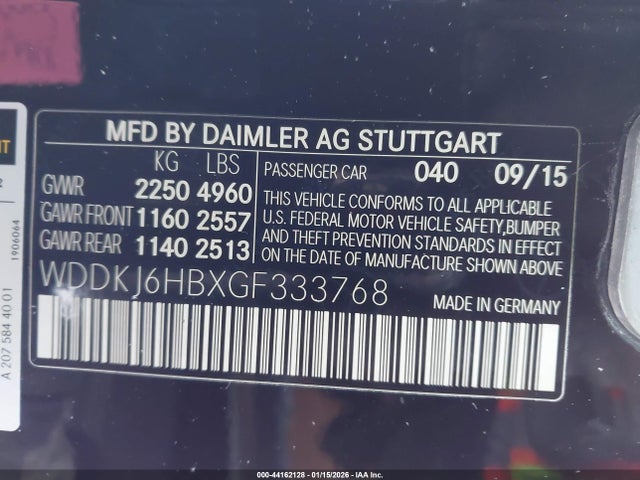 MFD BY DAIMLER AG STUTTGART
KG LBS
GVWR 2250 4960
GAWR FRONT 1160 2557
GAWR REAR 1140 2513
PASSENGER CAR 040 09/15
THIS VEHICLE CONFORMS TO ALL APPLICABLE
U.S. FEDERAL MOTOR VEHICLE SAFETY,BUMPER
AND THEFT PREVENTION STANDARDS IN EFFECT
ON THE DATE OF MANUFACTURE SHOWN ABOVE.
WDDKJ6HBXGF333768
MADE IN GERMANY
A 207 584 40 01
1906064
000-44162128 - 01/15/2026 - IAA Inc.